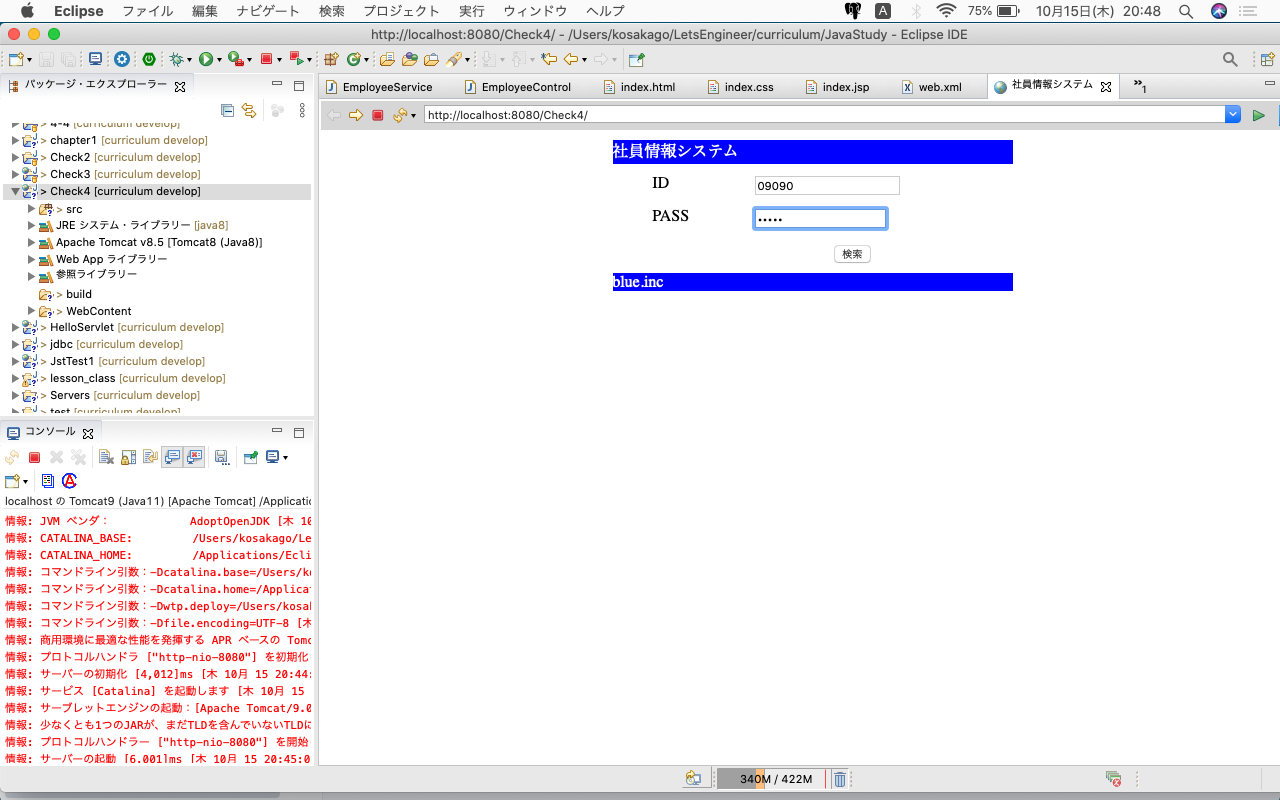 Eclipse ファイル 編集 ナビゲート 検索 プロジェクト 実行 ウィンドウ ヘルプ A 75% 10月15日(木) 20:48
http://localhost:8080/Check4/ - /Users/kosakago/LetsEngineer/curriculum/JavaStudy - Eclipse IDE
パッケージ・エクスプローラー
EmployeeService EmployeeControl index.html index.css index.jsp web.xml 社員情報システム »1
http://localhost:8080/Check4/
4-4 [curriculum develop]
> chapter1 [curriculum develop]
> Check2 [curriculum develop]
> Check3 [curriculum develop]
> Check4 [curriculum develop]
> src
JRE システム・ライブラリー [java8]
Apache Tomcat v8.5 [Tomcat8 (Java8)]
Web App ライブラリー
参照ライブラリー
> build
> WebContent
> HelloServlet [curriculum develop]
> jdbc [curriculum develop]
> JstTest1 [curriculum develop]
> lesson_class [curriculum develop]
> Servers [curriculum develop]
> test [curriculum develop]
社員情報システム
ID 09090
PASS •••••
検索
blue.inc
コンソール
localhost の Tomcat9 (Java11) [Apache Tomcat] /Applicatio
情報: JVM ベンダ: AdoptOpenJDK [木 10
情報: CATALINA_BASE: /Users/kosakago/Le
情報: CATALINA_HOME: /Applications/Ecli
情報: コマンドライン引数：-Dcatalina.base=/Users/ko
情報: コマンドライン引数：-Dcatalina.home=/Applicat
情報: コマンドライン引数：-Dwtp.deploy=/Users/kosak
情報: コマンドライン引数：-Dfile.encoding=UTF-8 [木
情報: 商用環境に最適な性能を発揮する APR ベースの Tomc
情報: プロトコルハンドラ ["http-nio-8080"] を初期化
情報: サーバーの初期化 [4,012]ms [木 10月 15 20:44:
情報: サービス [Catalina] を起動します [木 10月 15
情報: サーブレットエンジンの起動：[Apache Tomcat/9.0
情報: 少なくとも1つのJARが、まだTLDを含んでいないTLDに
情報: プロトコルハンドラー ["http-nio-8080"] を開始
情報: サーバーの起動 [6,001]ms [木 10月 15 20:45:0
340M / 422M